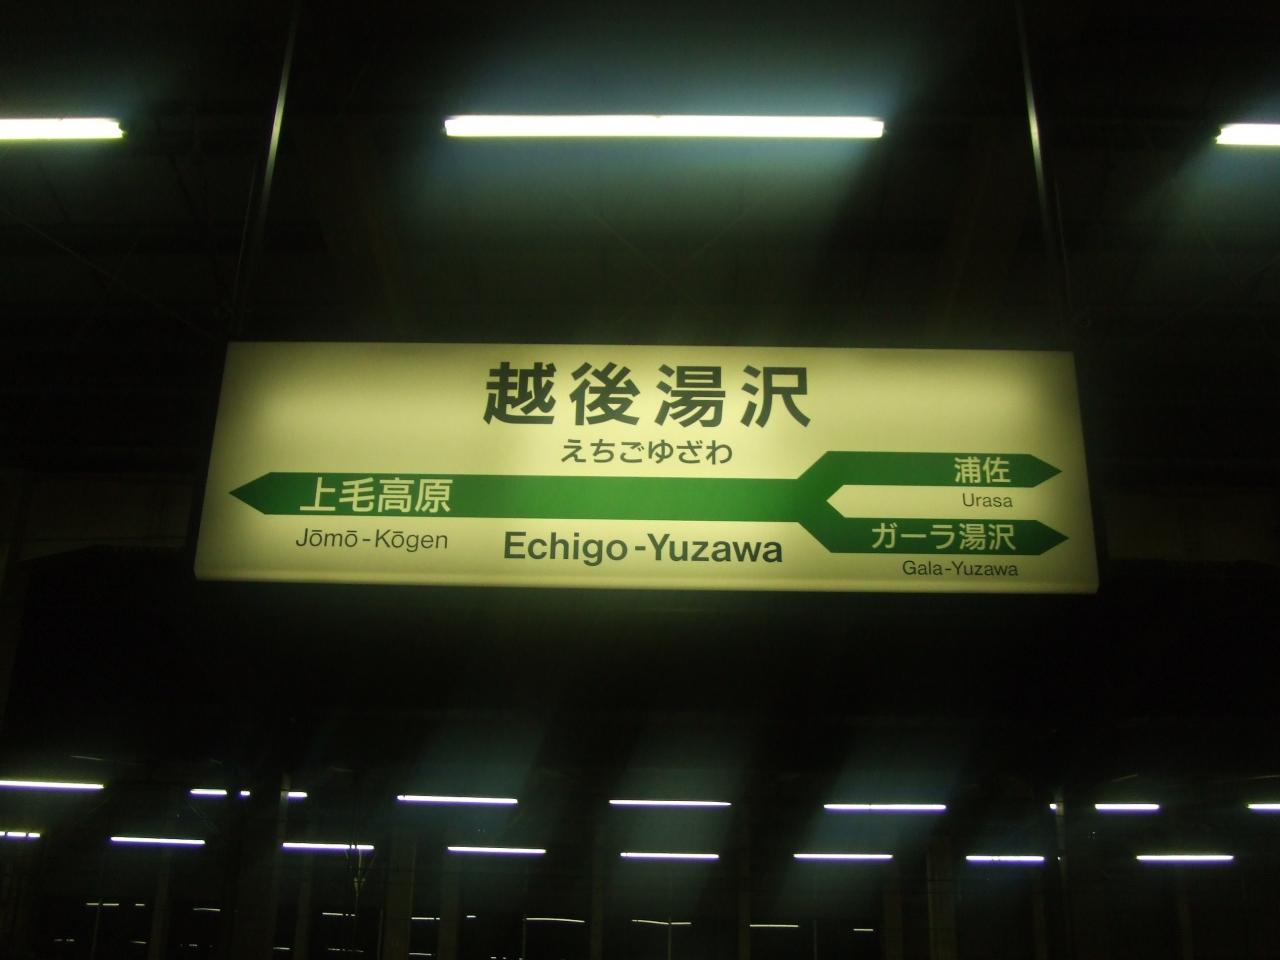 越後湯沢
えちごゆざわ
上毛高原
Jōmō-Kōgen
Echigo-Yuzawa
浦佐
Urasa
ガーラ湯沢
Gala-Yuzawa